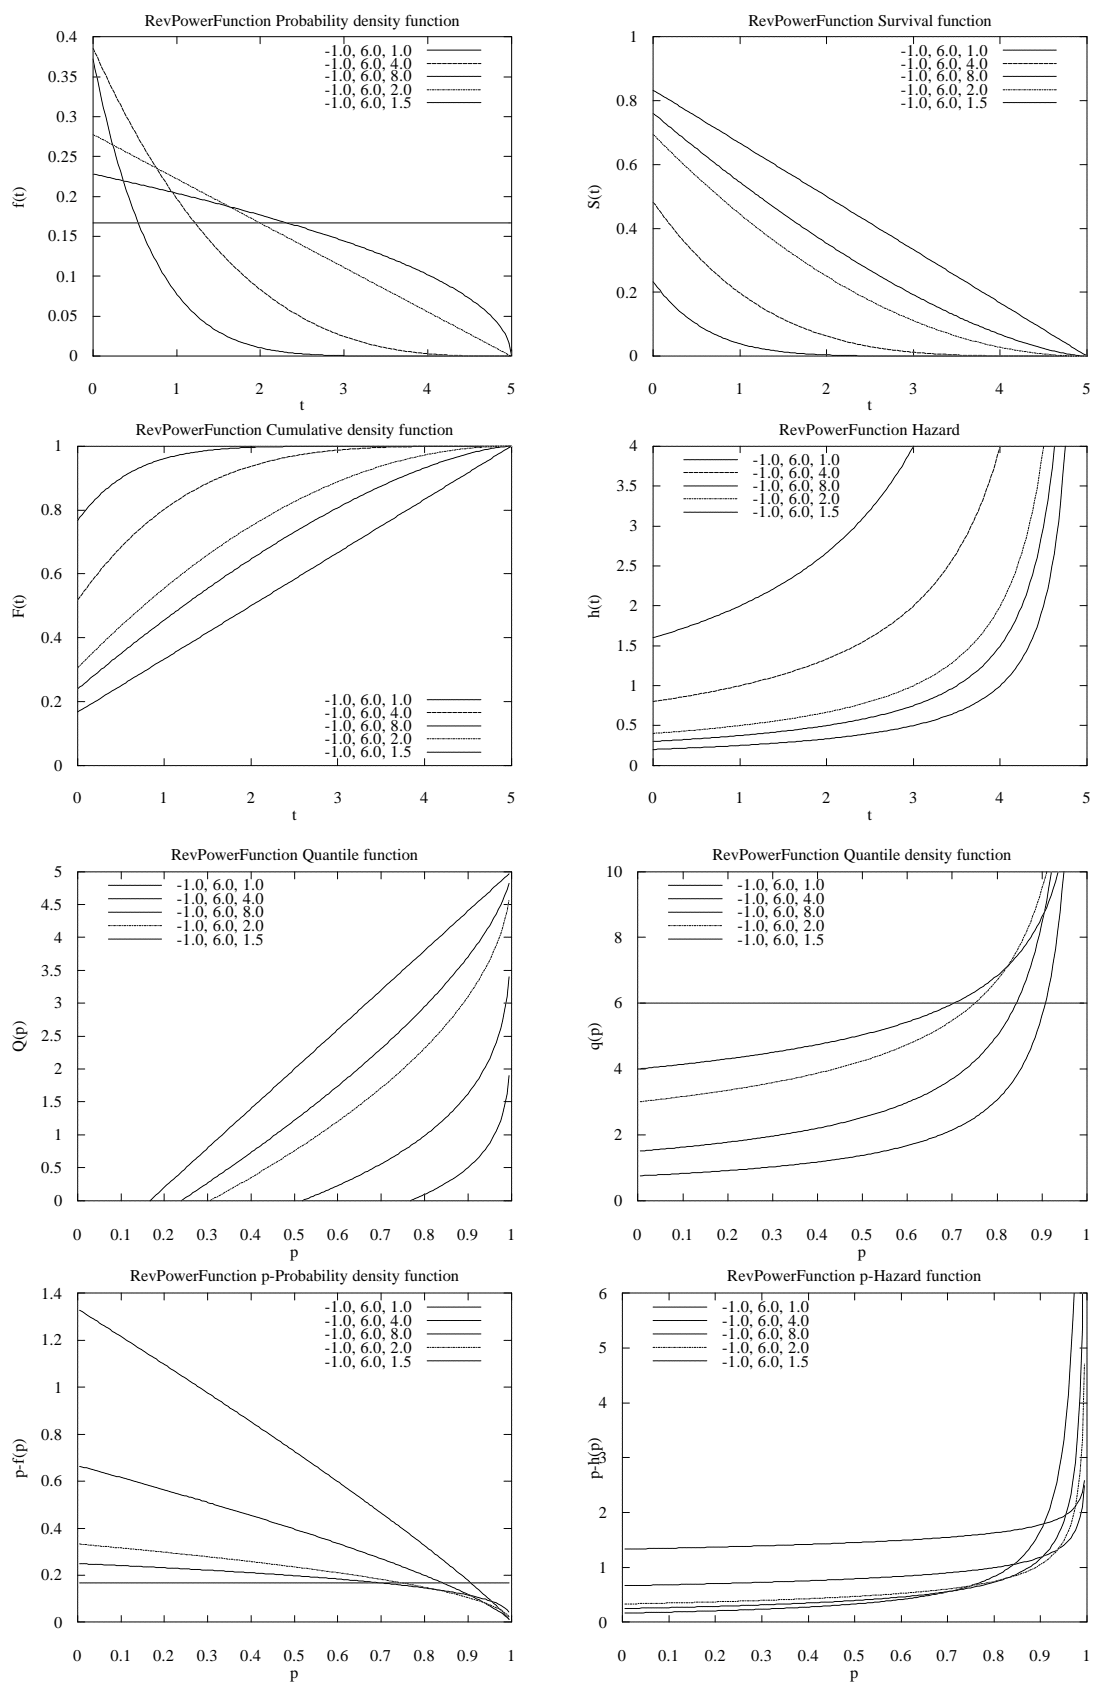 RevPowerFunction Probability density function
0.4
0.35
0.3
0.25
0.2
0.15
0.1
0.05
0
f(t)
-1.0, 6.0, 1.0
-1.0, 6.0, 4.0
-1.0, 6.0, 8.0
-1.0, 6.0, 2.0
-1.0, 6.0, 1.5
0 1 2 3 4 5
t
RevPowerFunction Survival function
1
0.8
0.6
0.4
0.2
0
S(t)
-1.0, 6.0, 1.0
-1.0, 6.0, 4.0
-1.0, 6.0, 8.0
-1.0, 6.0, 2.0
-1.0, 6.0, 1.5
0 1 2 3 4 5
t
RevPowerFunction Cumulative density function
1
0.8
0.6
0.4
0.2
0
F(t)
-1.0, 6.0, 1.0
-1.0, 6.0, 4.0
-1.0, 6.0, 8.0
-1.0, 6.0, 2.0
-1.0, 6.0, 1.5
0 1 2 3 4 5
t
RevPowerFunction Hazard
4
3.5
3
2.5
2
1.5
1
0.5
0
h(t)
-1.0, 6.0, 1.0
-1.0, 6.0, 4.0
-1.0, 6.0, 8.0
-1.0, 6.0, 2.0
-1.0, 6.0, 1.5
0 1 2 3 4 5
t
RevPowerFunction Quantile function
5
4.5
4
3.5
3
2.5
2
1.5
1
0.5
0
Q(p)
-1.0, 6.0, 1.0
-1.0, 6.0, 4.0
-1.0, 6.0, 8.0
-1.0, 6.0, 2.0
-1.0, 6.0, 1.5
0 0.1 0.2 0.3 0.4 0.5 0.6 0.7 0.8 0.9 1
p
RevPowerFunction Quantile density function
10
8
6
4
2
0
q(p)
-1.0, 6.0, 1.0
-1.0, 6.0, 4.0
-1.0, 6.0, 8.0
-1.0, 6.0, 2.0
-1.0, 6.0, 1.5
0 0.1 0.2 0.3 0.4 0.5 0.6 0.7 0.8 0.9 1
p
RevPowerFunction p-Probability density function
1.4
1.2
1
0.8
0.6
0.4
0.2
0
p-f(p)
-1.0, 6.0, 1.0
-1.0, 6.0, 4.0
-1.0, 6.0, 8.0
-1.0, 6.0, 2.0
-1.0, 6.0, 1.5
0 0.1 0.2 0.3 0.4 0.5 0.6 0.7 0.8 0.9 1
p
RevPowerFunction p-Hazard function
6
5
4
3
2
1
0
p-h(p)
-1.0, 6.0, 1.0
-1.0, 6.0, 4.0
-1.0, 6.0, 8.0
-1.0, 6.0, 2.0
-1.0, 6.0, 1.5
0 0.1 0.2 0.3 0.4 0.5 0.6 0.7 0.8 0.9 1
p